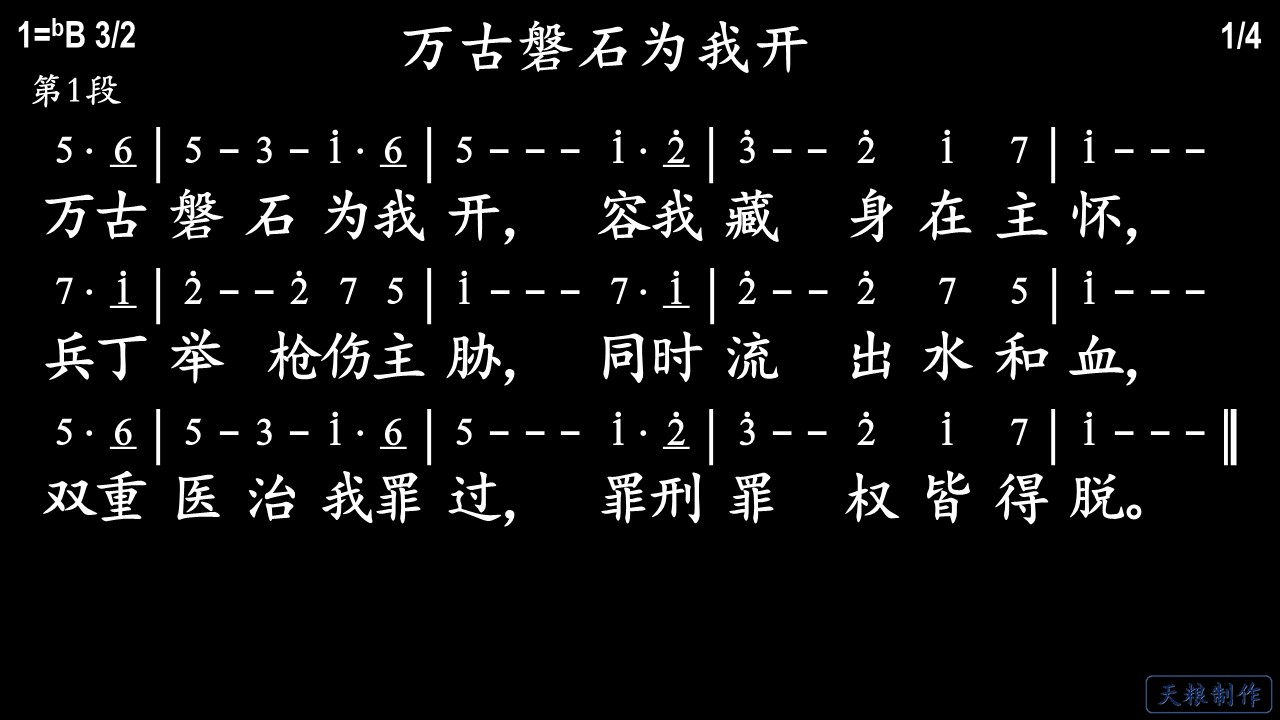 1=ᵇB 3/2
万古磐石为我开
1/4
第1段
5· 6̲ | 5 – 3 – i̇· 6̲ | 5 – – – i̇· 2̲̇ | 3̇ – – 2̇ i̇ 7 | i̇ – – –
万古磐石为我开，容我藏身在主怀，
7· i̲̇ | 2̇ – – 2̇ 7 5 | i̇ – – – 7· i̲̇ | 2̇ – – 2̇ 7 5 | i̇ – – –
兵丁举枪伤主胁，同时流出水和血，
5· 6̲ | 5 – 3 – i̇· 6̲ | 5 – – – i̇· 2̲̇ | 3̇ – – 2̇ i̇ 7 | i̇ – – – ‖
双重医治我罪过，罪刑罪权皆得脱。
天粮制作